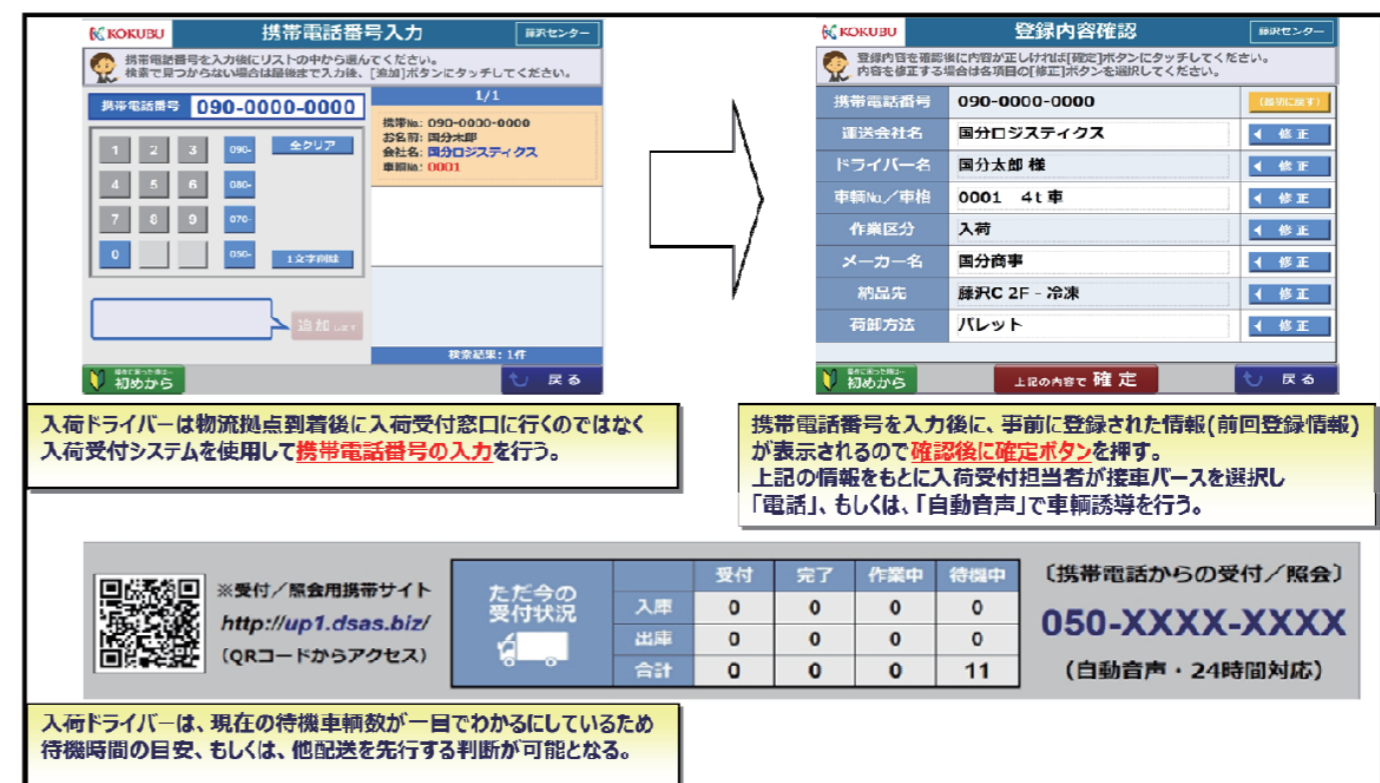 KOKUBU 携帯電話番号入力 藤沢センター
携帯電話番号を入力後にリストの中から選んでください。
検索で見つからない場合は最後まで入力後、[追加]ボタンにタッチしてください。
携帯電話番号 090-0000-0000
1/1
携帯No.: 090-0000-0000
お名前: 国分太郎
会社名: 国分ロジスティクス
車輌No.: 0001
1 2 3 090- 全クリア
4 5 6 080-
7 8 9 070-
0 050- 1文字削除
追加します
検索結果: 1件
初めから 戻る
KOKUBU 登録内容確認 藤沢センター
登録内容を確認後に内容が正しければ[確定]ボタンにタッチしてください。
内容を修正する場合は各項目の[修正]ボタンを選択してください。
携帯電話番号 090-0000-0000
運送会社名 国分ロジスティクス 修正
ドライバー名 国分太郎 様 修正
車輌No./車格 0001 4t車 修正
作業区分 入荷 修正
メーカー名 国分商事 修正
納品先 藤沢C 2F - 冷凍 修正
荷卸方法 パレット 修正
初めから 上記の内容で 確定 戻る
入荷ドライバーは物流拠点到着後に入荷受付窓口に行くのではなく
入荷受付システムを使用して携帯電話番号の入力を行う。
携帯電話番号を入力後に、事前に登録された情報(前回登録情報)
が表示されるので確認後に確定ボタンを押す。
上記の情報をもとに入荷受付担当者が接車バースを選択し
「電話」、もしくは、「自動音声」で車輌誘導を行う。
※受付/照会用携帯サイト
http://up1.dsas.biz/
(QRコードからアクセス)
ただ今の
受付状況
受付 完了 作業中 待機中
入庫 0 0 0 0
出庫 0 0 0 0
合計 0 0 0 11
〔携帯電話からの受付/照会〕
050-XXXX-XXXX
(自動音声・24時間対応)
入荷ドライバーは、現在の待機車輌数が一目でわかるにしているため
待機時間の目安、もしくは、他配送を先行する判断が可能となる。